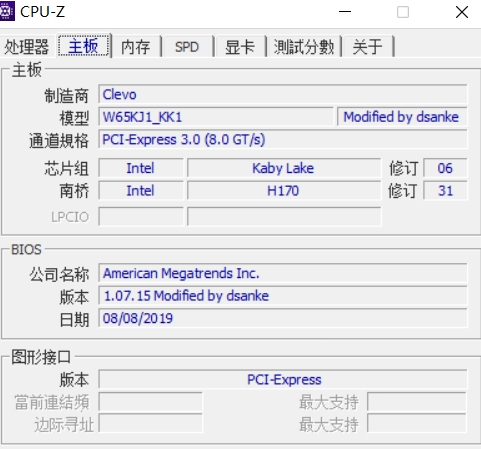 CPU-Z
处理器 主板 内存 SPD 显卡 測試分數 关于
主板
制造商 Clevo
模型 W65KJ1_KK1 Modified by dsanke
通道規格 PCI-Express 3.0 (8.0 GT/s)
芯片组 Intel Kaby Lake 修订 06
南桥 Intel H170 修订 31
LPCIO
BIOS
公司名称 American Megatrends Inc.
版本 1.07.15 Modified by dsanke
日期 08/08/2019
图形接口
版本 PCI-Express
當前連結頻 最大支持
边际寻址 最大支持